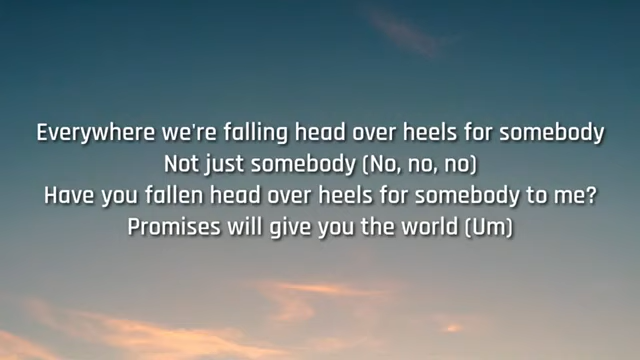 Everywhere we're falling head over heels for somebody
Not just somebody (No, no, no)
Have you fallen head over heels for somebody to me?
Promises will give you the world (Um)